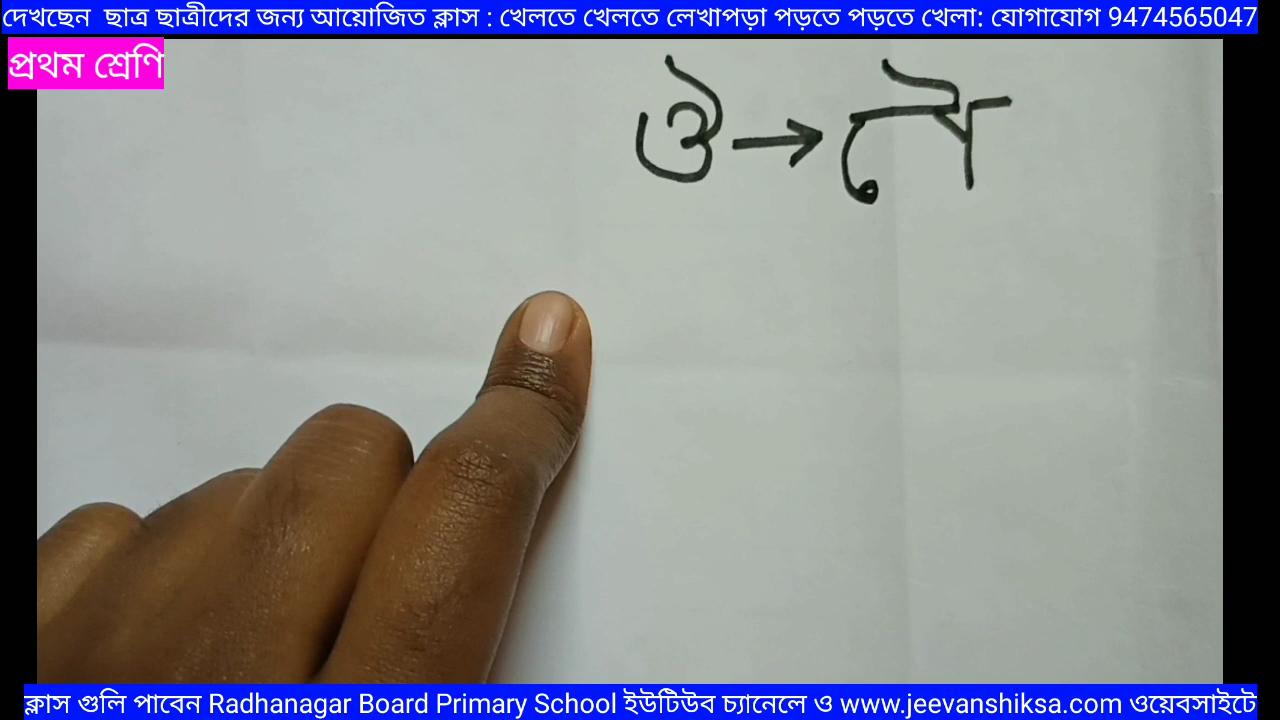 দেখছেন ছাত্র ছাত্রীদের জন্য আয়োজিত ক্লাস : খেলতে খেলতে লেখাপড়া পড়তে পড়তে খেলা: যোগাযোগ 9474565047
প্রথম শ্রেণি
ঔ → ৌ
ক্লাস গুলি পাবেন Radhanagar Board Primary School ইউটিউব চ্যানেলে ও www.jeevanshiksa.com ওয়েবসাইটে